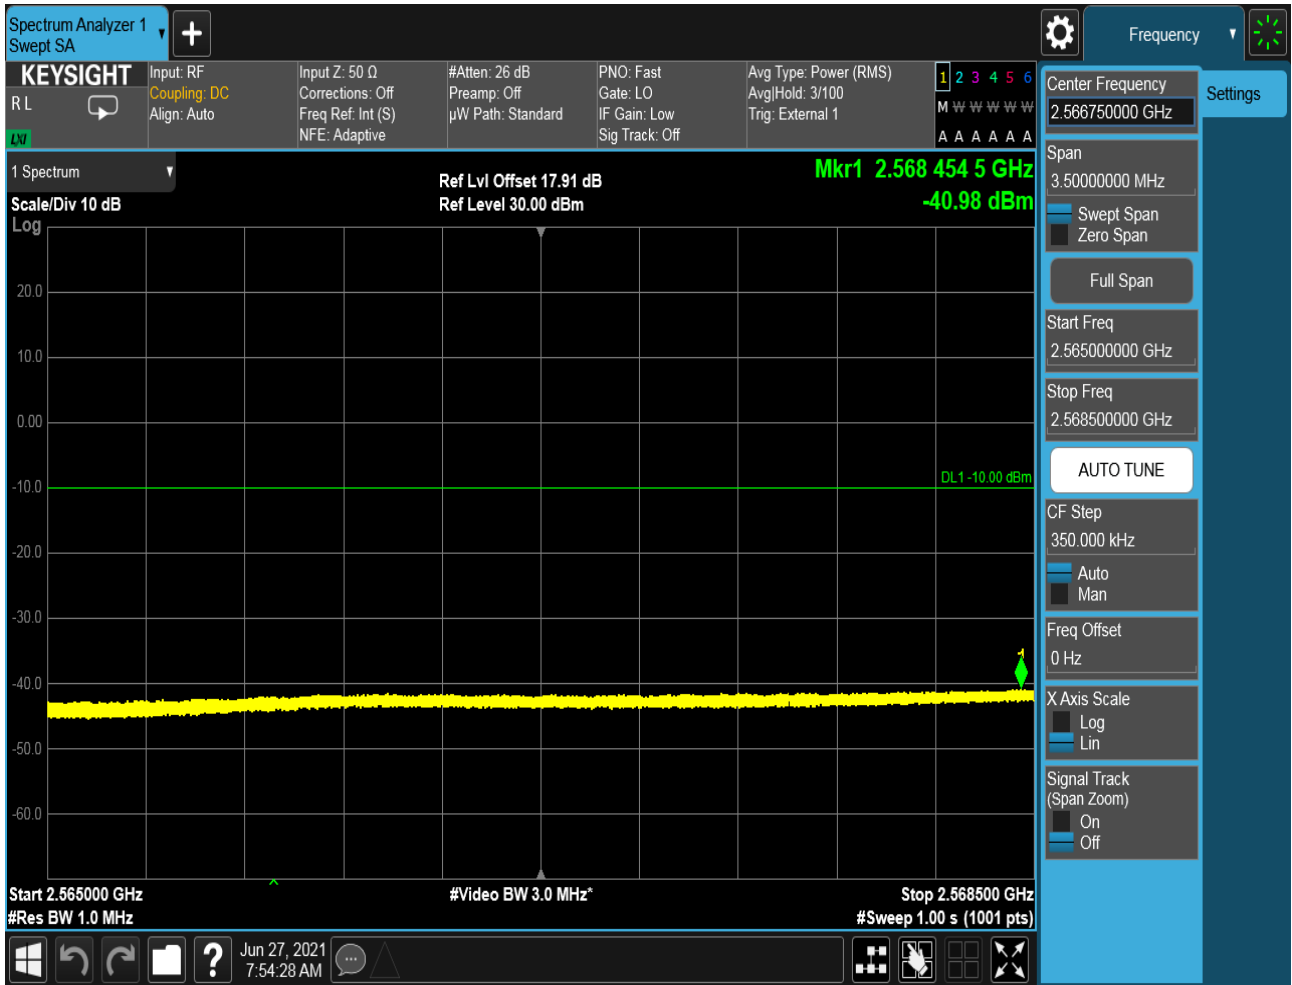 Spectrum Analyzer 1
Swept SA
Frequency
KEYSIGHT
R L
LXI
Input: RF
Coupling: DC
Align: Auto
Input Z: 50 Ω
Corrections: Off
Freq Ref: Int (S)
NFE: Adaptive
#Atten: 26 dB
Preamp: Off
µW Path: Standard
PNO: Fast
Gate: LO
IF Gain: Low
Sig Track: Off
Avg Type: Power (RMS)
Avg|Hold: 3/100
Trig: External 1
1 2 3 4 5 6
M W W W W W
A A A A A A
1 Spectrum
Scale/Div 10 dB
Log
Ref Lvl Offset 17.91 dB
Ref Level 30.00 dBm
Mkr1 2.568 454 5 GHz
-40.98 dBm
20.0
10.0
0.00
-10.0
-20.0
-30.0
-40.0
-50.0
-60.0
DL1 -10.00 dBm
1
Start 2.565000 GHz
#Res BW 1.0 MHz
#Video BW 3.0 MHz*
Stop 2.568500 GHz
#Sweep 1.00 s (1001 pts)
Jun 27, 2021
7:54:28 AM
Center Frequency
2.566750000 GHz
Settings
Span
3.50000000 MHz
Swept Span
Zero Span
Full Span
Start Freq
2.565000000 GHz
Stop Freq
2.568500000 GHz
AUTO TUNE
CF Step
350.000 kHz
Auto
Man
Freq Offset
0 Hz
X Axis Scale
Log
Lin
Signal Track
(Span Zoom)
On
Off